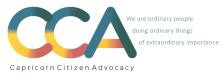 CCA
We are ordinary people
doing ordinary things
of extraordinary importance
Capricorn Citizen Advocacy